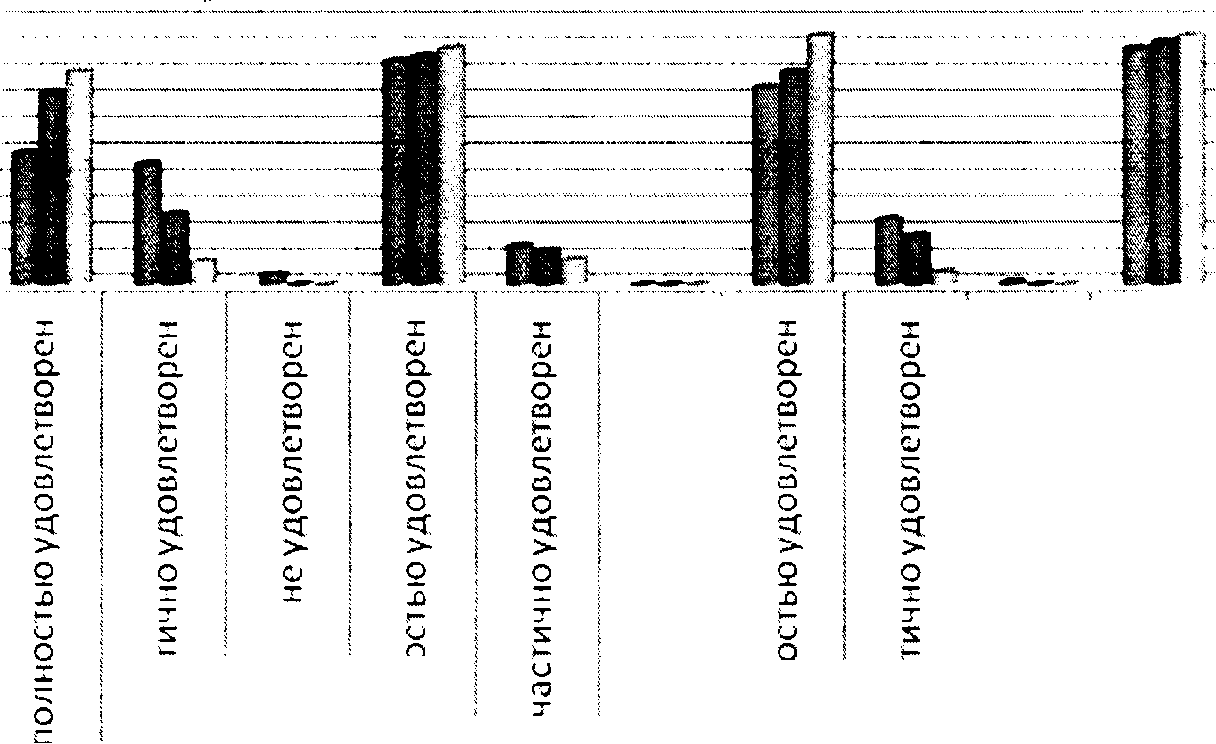 полностью удовлетворен
тично удовлетворен
не удовлетворен
остью удовлетворен
частично удовлетворен
остью удовлетворен
тично удовлетворен